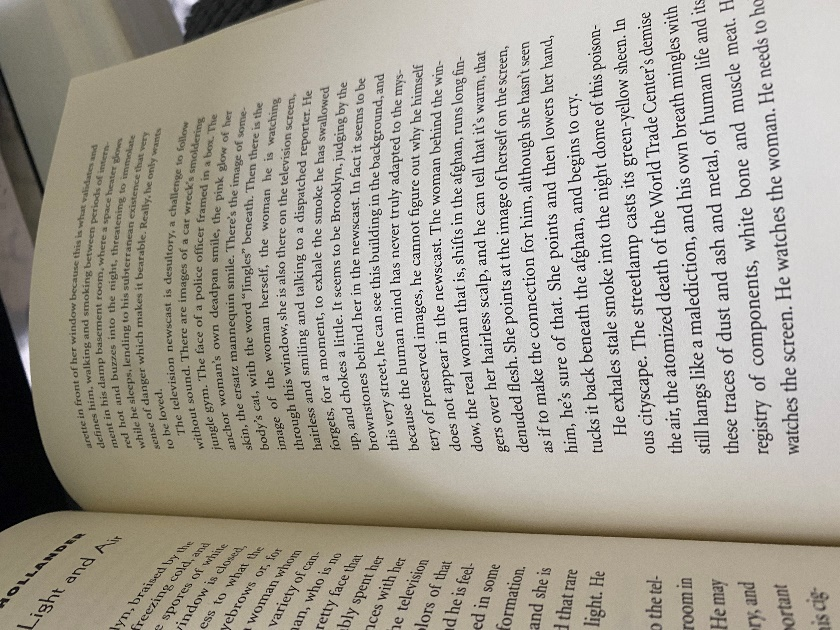 HOLLANDER
Light and Air
lyn, braised by the
freezing cold, and
e spores of white
window is closed,
ess to what the
yebrows or, for
woman whom
variety of can-
an, who is no
retty face that
bly spent her
nces with her
e television
olors of that
d he is feel-
ed in some
formation.
and she is
d that rare
light. He
o the tel-
room in
He may
ry, and
portant
his cig-
arette in front of her window because this is what validates and
defines him, walking and smoking between periods of intern-
ment in his damp basement room, where a space heater glows
red hot and buzzes into the night, threatening to immolate
while he sleeps, lending to his subterranean existence that very
sense of danger which makes it bearable. Really, he only wants
to be loved.
The television newscast is desultory, a challenge to follow
without sound. There are images of a car wreck's smoldering
jungle gym. The face of a police officer framed in a box. The
anchor woman's own deadpan smile, the pink glow of her
skin, the ersatz mannequin smile. There's the image of some-
body's cat, with the word "Jingles" beneath. Then there is the
image of the woman herself, the woman he is watching
through this window, she is also there on the television screen,
hairless and smiling and talking to a dispatched reporter. He
forgets, for a moment, to exhale the smoke he has swallowed
up, and chokes a little. It seems to be Brooklyn, judging by the
brownstones behind her in the newscast. In fact it seems to be
this very street, he can see this building in the background, and
because the human mind has never truly adapted to the mys-
tery of preserved images, he cannot figure out why he himself
does not appear in the newscast. The woman behind the win-
dow, the real woman that is, shifts in the afghan, runs long fin-
gers over her hairless scalp, and he can tell that it's warm, that
denuded flesh. She points at the image of herself on the screen,
as if to make the connection for him, although she hasn't seen
him, he's sure of that. She points and then lowers her hand,
tucks it back beneath the afghan, and begins to cry.
He exhales stale smoke into the night dome of this poison-
ous cityscape. The streetlamp casts its green-yellow sheen. In
the air, the atomized death of the World Trade Center's demise
still hangs like a malediction, and his own breath mingles with
these traces of dust and ash and metal, of human life and its
registry of components, white bone and muscle meat. H
watches the screen. He watches the woman. He needs to ho